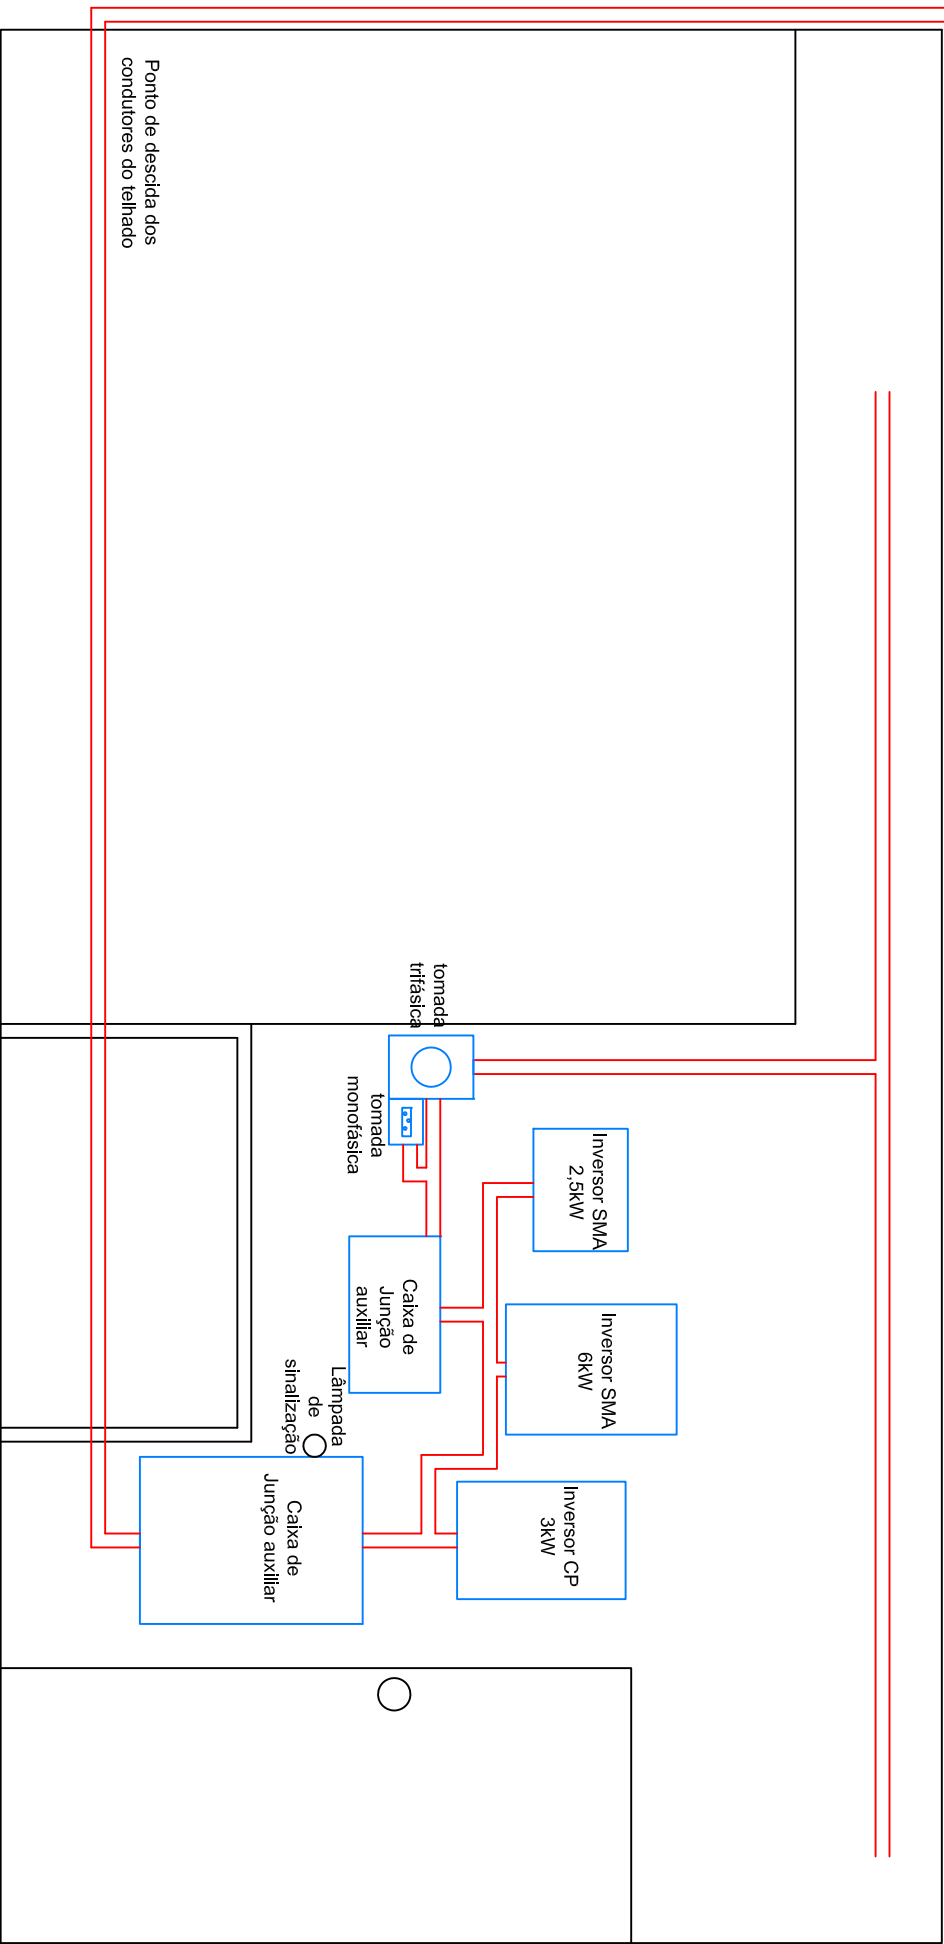 Ponto de descida dos
condutores do telhado
tomada
trifásica
tomada
monofásica
Inversor SMA
2,5kW
Caixa de
Junção
auxiliar
Inversor SMA
6kW
Lâmpada
de
sinalização
Caixa de
Junção auxiliar
Inversor CP
3kW